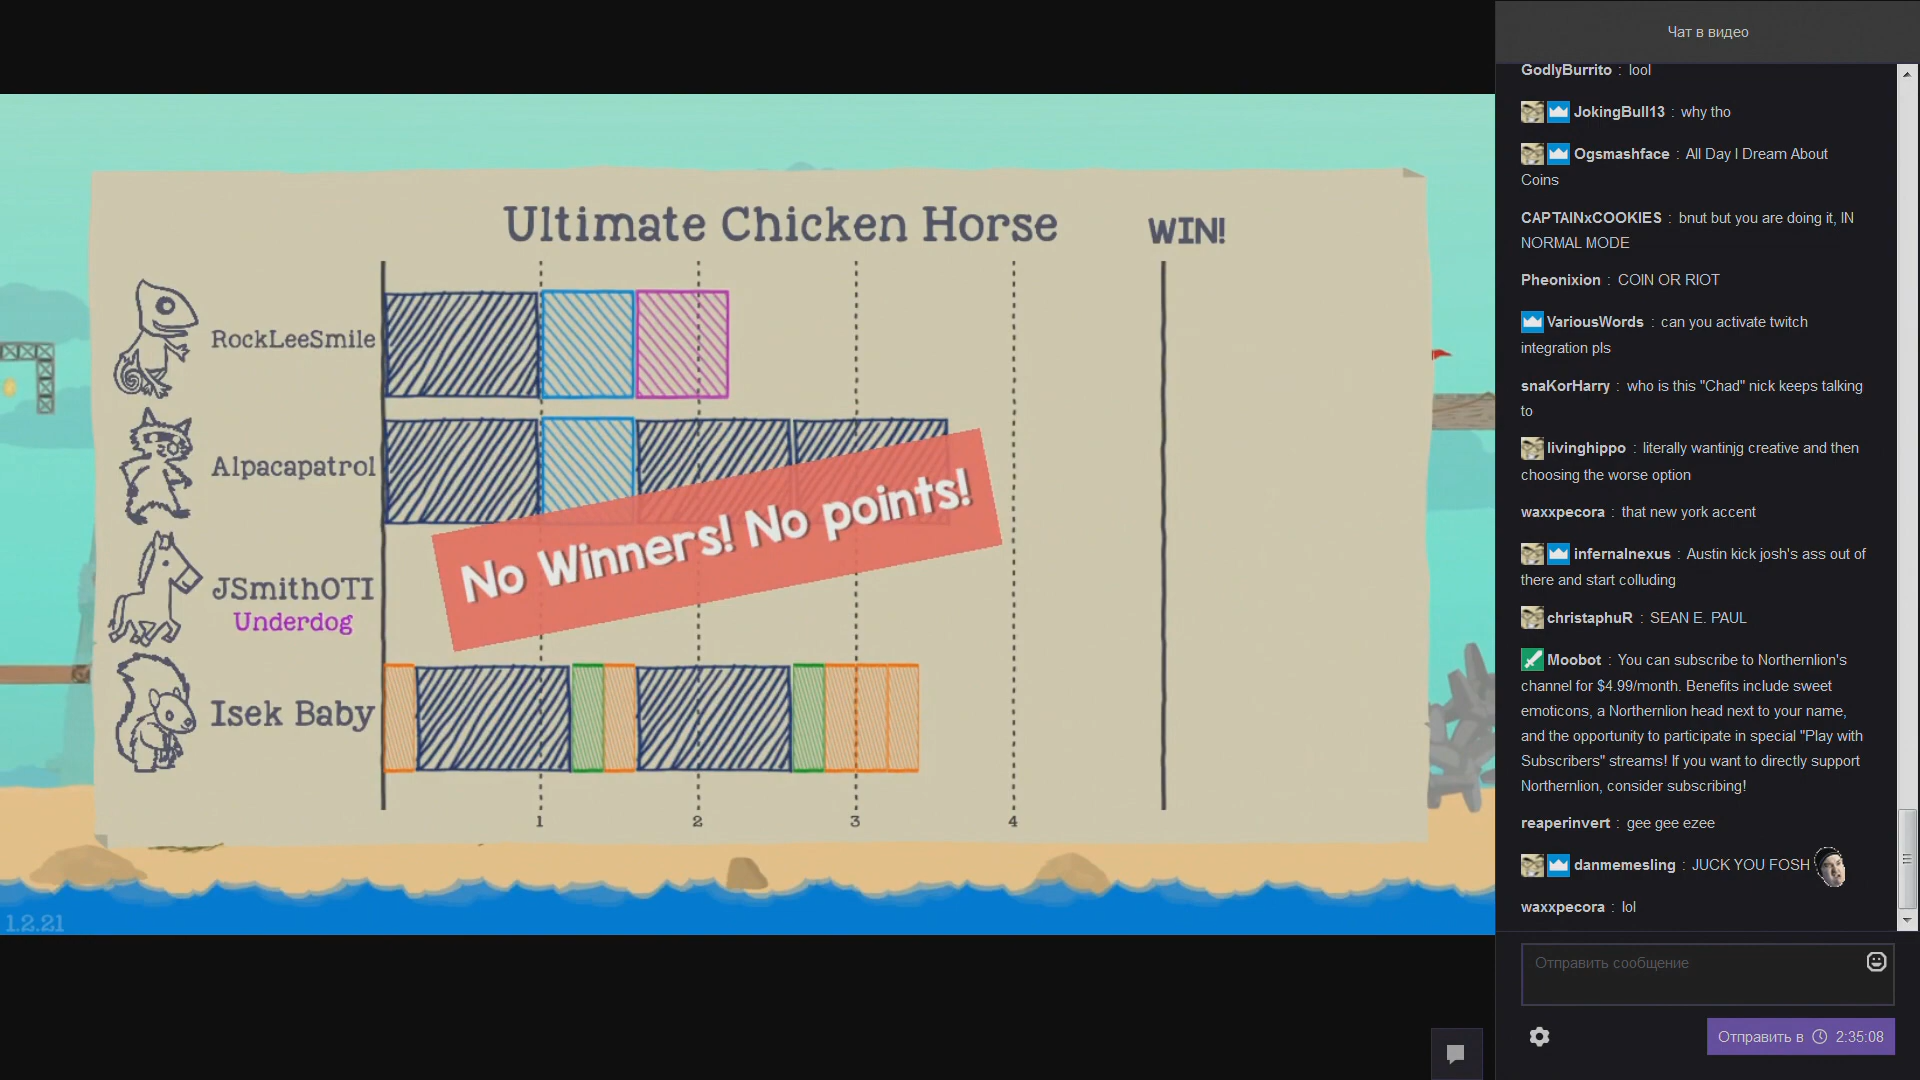 Ultimate Chicken Horse
WIN!
RockLeeSmile
Alpacapatrol
No Winners! No points!
JSmithOTI
Underdog
Isek Baby
1 2 3 4
1.2.21
Чат в видео
GodlyBurrito : lool
JokingBull13 : why tho
Ogsmashface : All Day I Dream About
Coins
CAPTAINxCOOKIES : bnut but you are doing it, IN
NORMAL MODE
Pheonixion : COIN OR RIOT
VariousWords : can you activate twitch
integration pls
snaKorHarry : who is this "Chad" nick keeps talking
to
livinghippo : literally wantinjg creative and then
choosing the worse option
waxxpecora : that new york accent
infernalnexus : Austin kick josh's ass out of
there and start colluding
christaphuR : SEAN E. PAUL
Moobot : You can subscribe to Northernlion's
channel for $4.99/month. Benefits include sweet
emoticons, a Northernlion head next to your name,
and the opportunity to participate in special "Play with
Subscribers" streams! If you want to directly support
Northernlion, consider subscribing!
reaperinvert : gee gee ezee
danmemesling : JUCK YOU FOSH
waxxpecora : lol
Отправить сообщение
Отправить в 2:35:08